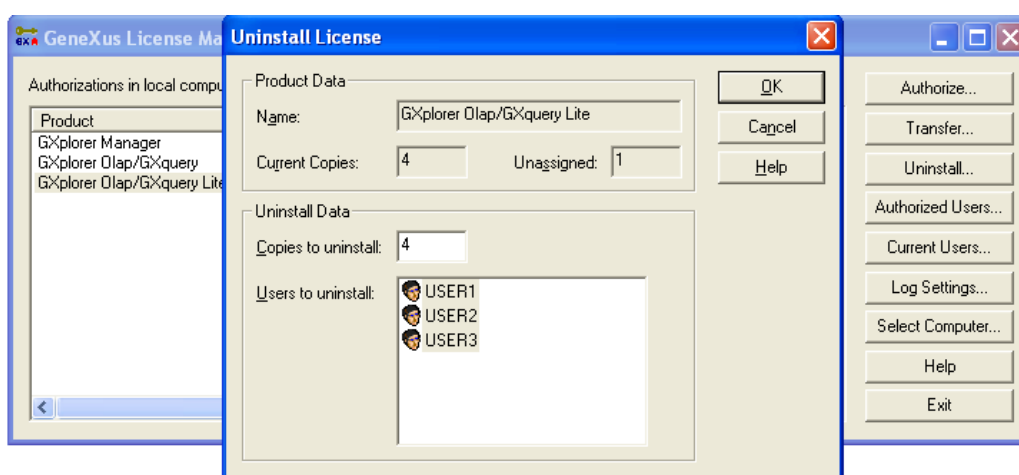 GeneXus License Ma
Authorizations in local compu
Product
GXplorer Manager
GXplorer Olap/GXquery
GXplorer Olap/GXquery Lite
Uninstall License
Product Data
Name: GXplorer Olap/GXquery Lite
Current Copies: 4 Unassigned: 1
Uninstall Data
Copies to uninstall: 4
Users to uninstall: USER1
USER2
USER3
OK
Cancel
Help
Authorize...
Transfer...
Uninstall...
Authorized Users...
Current Users...
Log Settings...
Select Computer...
Help
Exit